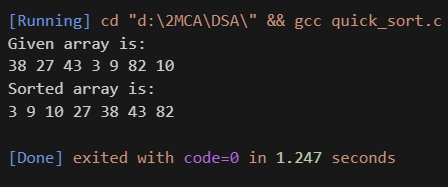 [Running] cd "d:\2MCA\DSA\" && gcc quick_sort.c
Given array is:
38 27 43 3 9 82 10
Sorted array is:
3 9 10 27 38 43 82
[Done] exited with code=0 in 1.247 seconds